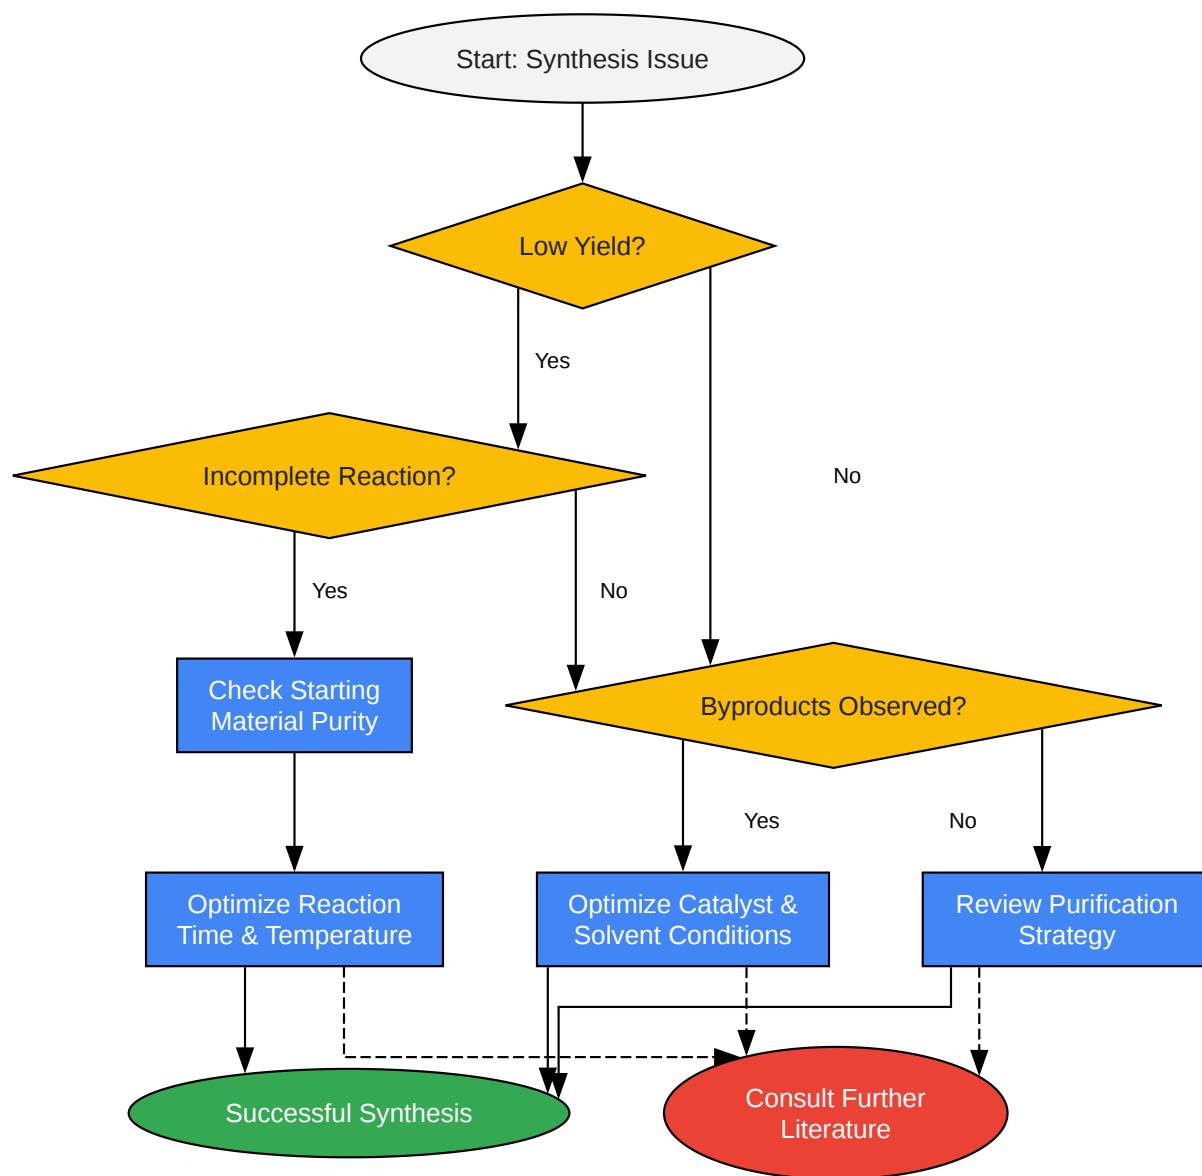 Start: Synthesis Issue
Low Yield?
Yes
Incomplete Reaction?
No
Yes
No
Check Starting
Material Purity
Byproducts Observed?
Yes
No
Optimize Reaction
Time & Temperature
Optimize Catalyst &
Solvent Conditions
Review Purification
Strategy
Successful Synthesis
Consult Further
Literature